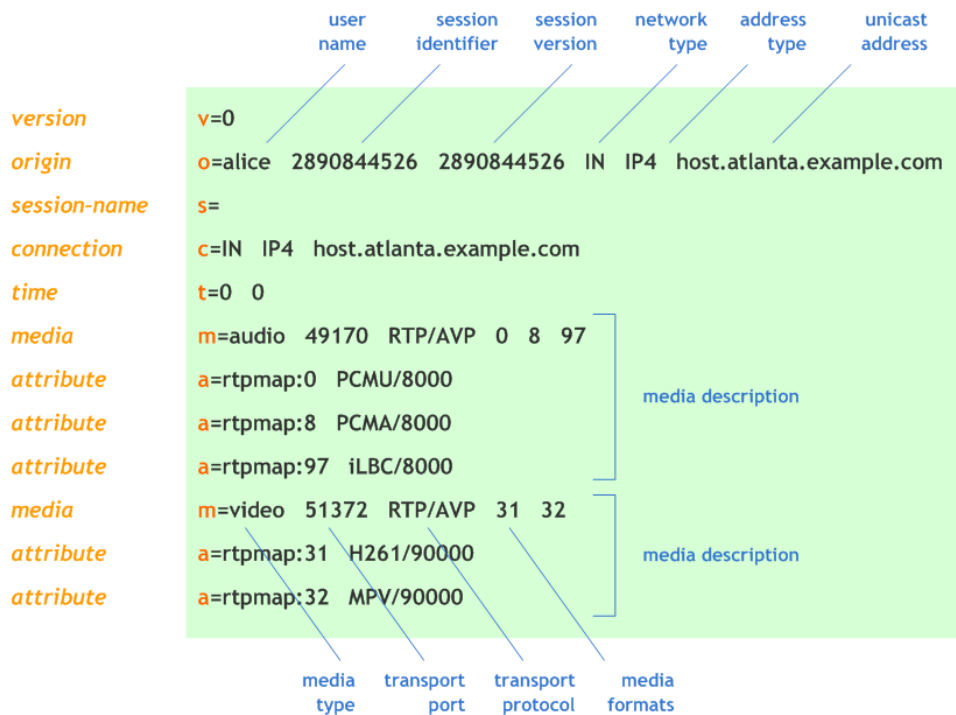 user name
session identifier
session version
network type
address type
unicast address
version v=0
origin o=alice 2890844526 2890844526 IN IP4 host.atlanta.example.com
session-name s=
connection c=IN IP4 host.atlanta.example.com
time t=0 0
media m=audio 49170 RTP/AVP 0 8 97
attribute a=rtpmap:0 PCMU/8000
media description
attribute a=rtpmap:8 PCMA/8000
attribute a=rtpmap:97 iLBC/8000
media m=video 51372 RTP/AVP 31 32
attribute a=rtpmap:31 H261/90000
media description
attribute a=rtpmap:32 MPV/90000
media type
transport port
transport protocol
media formats